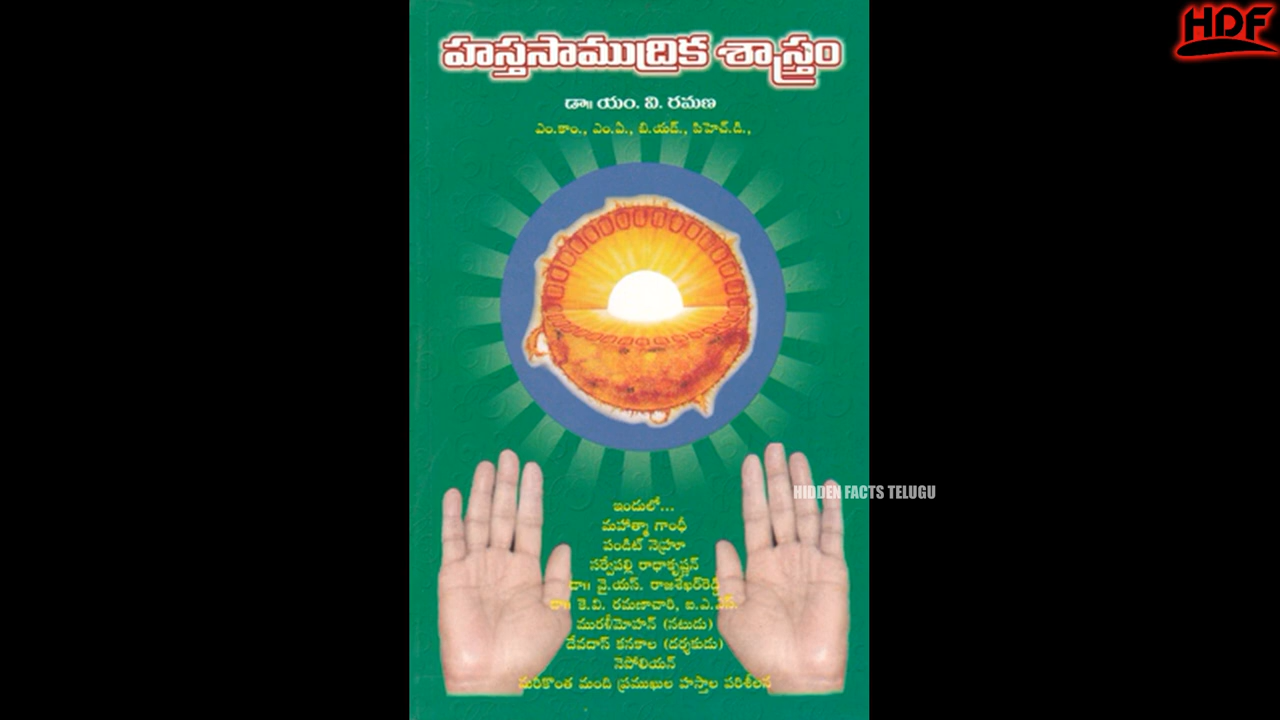 HDF
హస్తసాముద్రిక శాస్త్రం
డా॥ యం. వి. రమణ
ఎం.కాం., ఎం.ఏ., బి.యడ్., పిహెచ్.డి.,
HIDDEN FACTS TELUGU
ఇందులో...
మహాత్మా గాంధీ
పండిట్ నెహ్రూ
సర్వేపల్లి రాధాకృష్ణన్
డా॥ వై.యస్. రాజశేఖర్‌రెడ్డి
డా॥ కె.వి. రమణాచారి, ఐ.ఎ.ఎస్.
మురళీమోహన్ (నటుడు)
దేవదాస్ కనకాల (దర్శకుడు)
నెపోలియన్
మరికొంత మంది ప్రముఖుల హస్తాల పరిశీలన